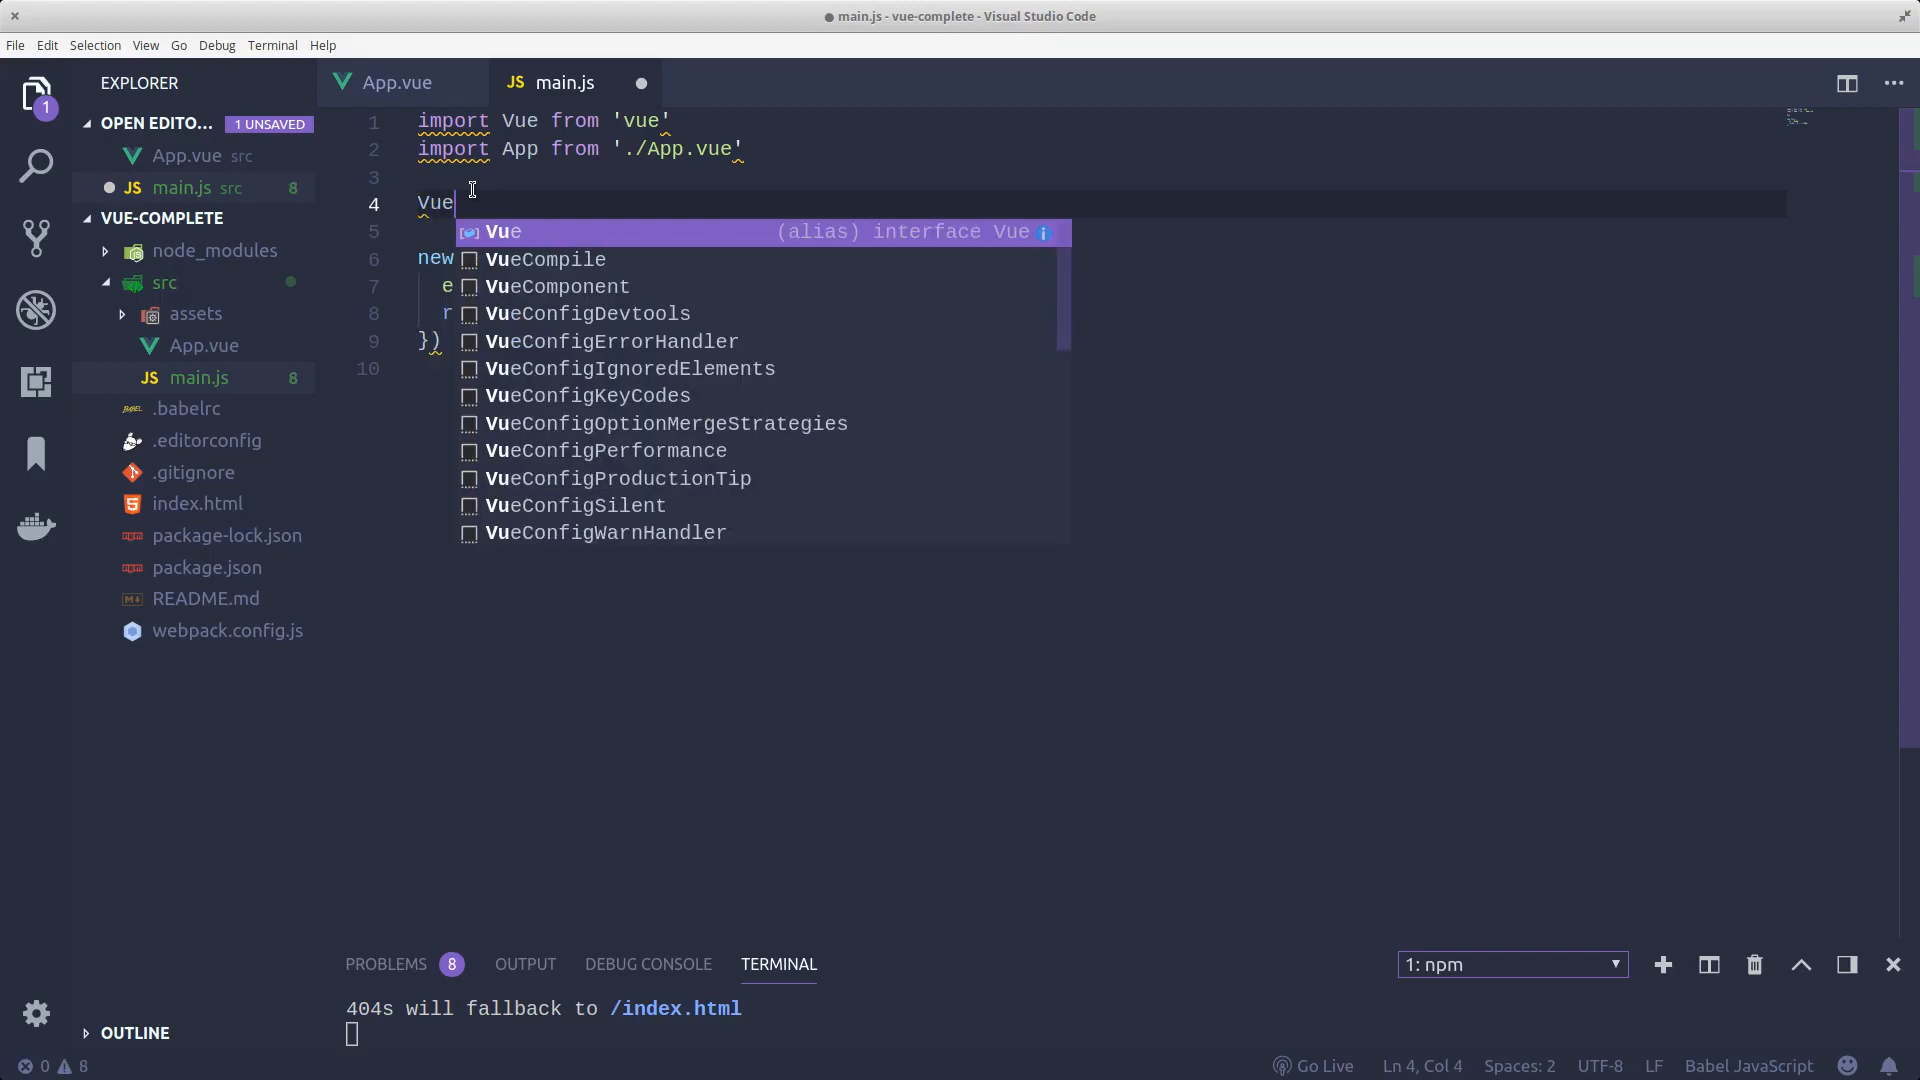 main.js - vue-complete - Visual Studio Code
File Edit Selection View Go Debug Terminal Help
EXPLORER
1
OPEN EDITO... 1 UNSAVED
App.vue src
JS main.js src 8
VUE-COMPLETE
node_modules
src
assets
App.vue
JS main.js 8
BABEL .babelrc
.editorconfig
.gitignore
index.html
package-lock.json
package.json
README.md
webpack.config.js
OUTLINE
App.vue JS main.js
1 import Vue from 'vue'
2 import App from './App.vue'
3
4 Vue
5
6 new
7 e
8 r
9 })
10
Vue (alias) interface Vue
VueCompile
VueComponent
VueConfigDevtools
VueConfigErrorHandler
VueConfigIgnoredElements
VueConfigKeyCodes
VueConfigOptionMergeStrategies
VueConfigPerformance
VueConfigProductionTip
VueConfigSilent
VueConfigWarnHandler
PROBLEMS 8 OUTPUT DEBUG CONSOLE TERMINAL 1: npm
404s will fallback to /index.html
0 8 Go Live Ln 4, Col 4 Spaces: 2 UTF-8 LF Babel JavaScript